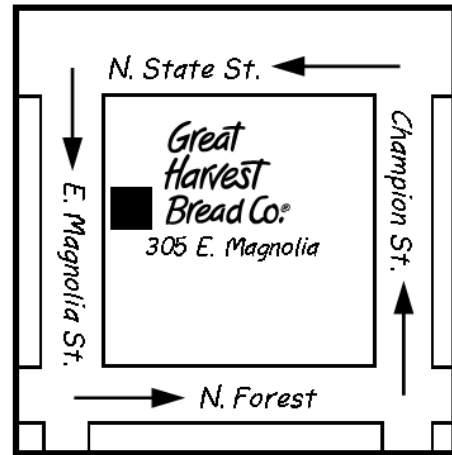 N. State St.
Great
Harvest
Bread Co.®
305 E. Magnolia
E. Magnolia St.
Champion St.
N. Forest